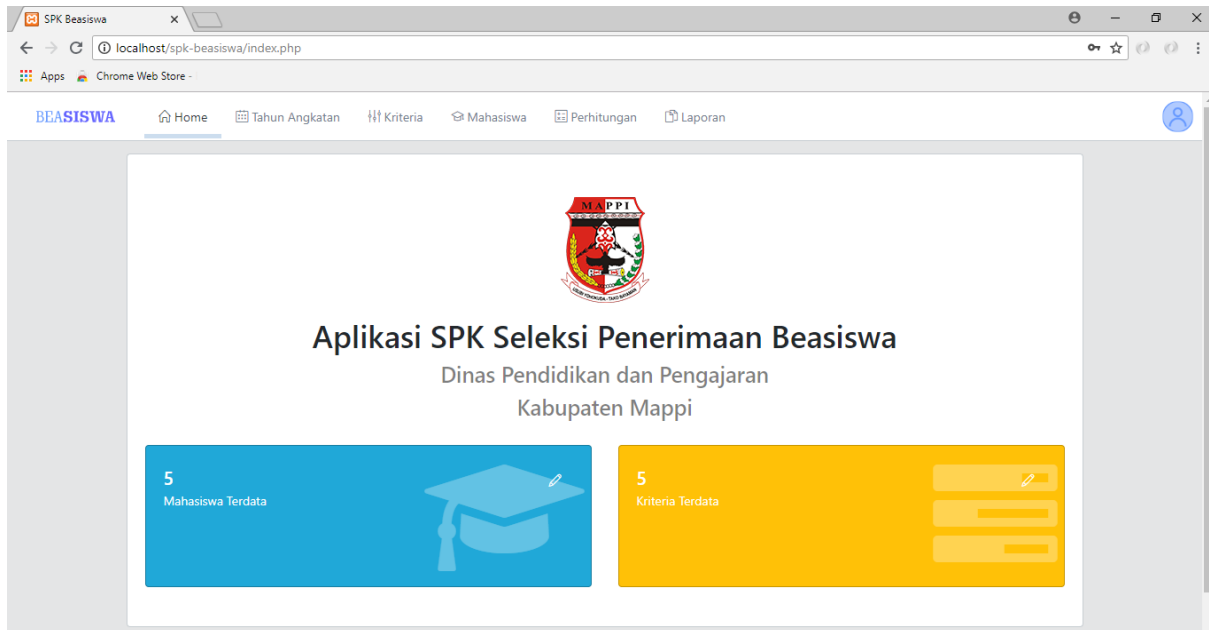 SPK Beasiswa
localhost/spk-beasiswa/index.php
Apps Chrome Web Store -
BEASISWA Home Tahun Angkatan Kriteria Mahasiswa Perhitungan Laporan
MAPPI
Aplikasi SPK Seleksi Penerimaan Beasiswa
Dinas Pendidikan dan Pengajaran
Kabupaten Mappi
5
Mahasiswa Terdata
5
Kriteria Terdata